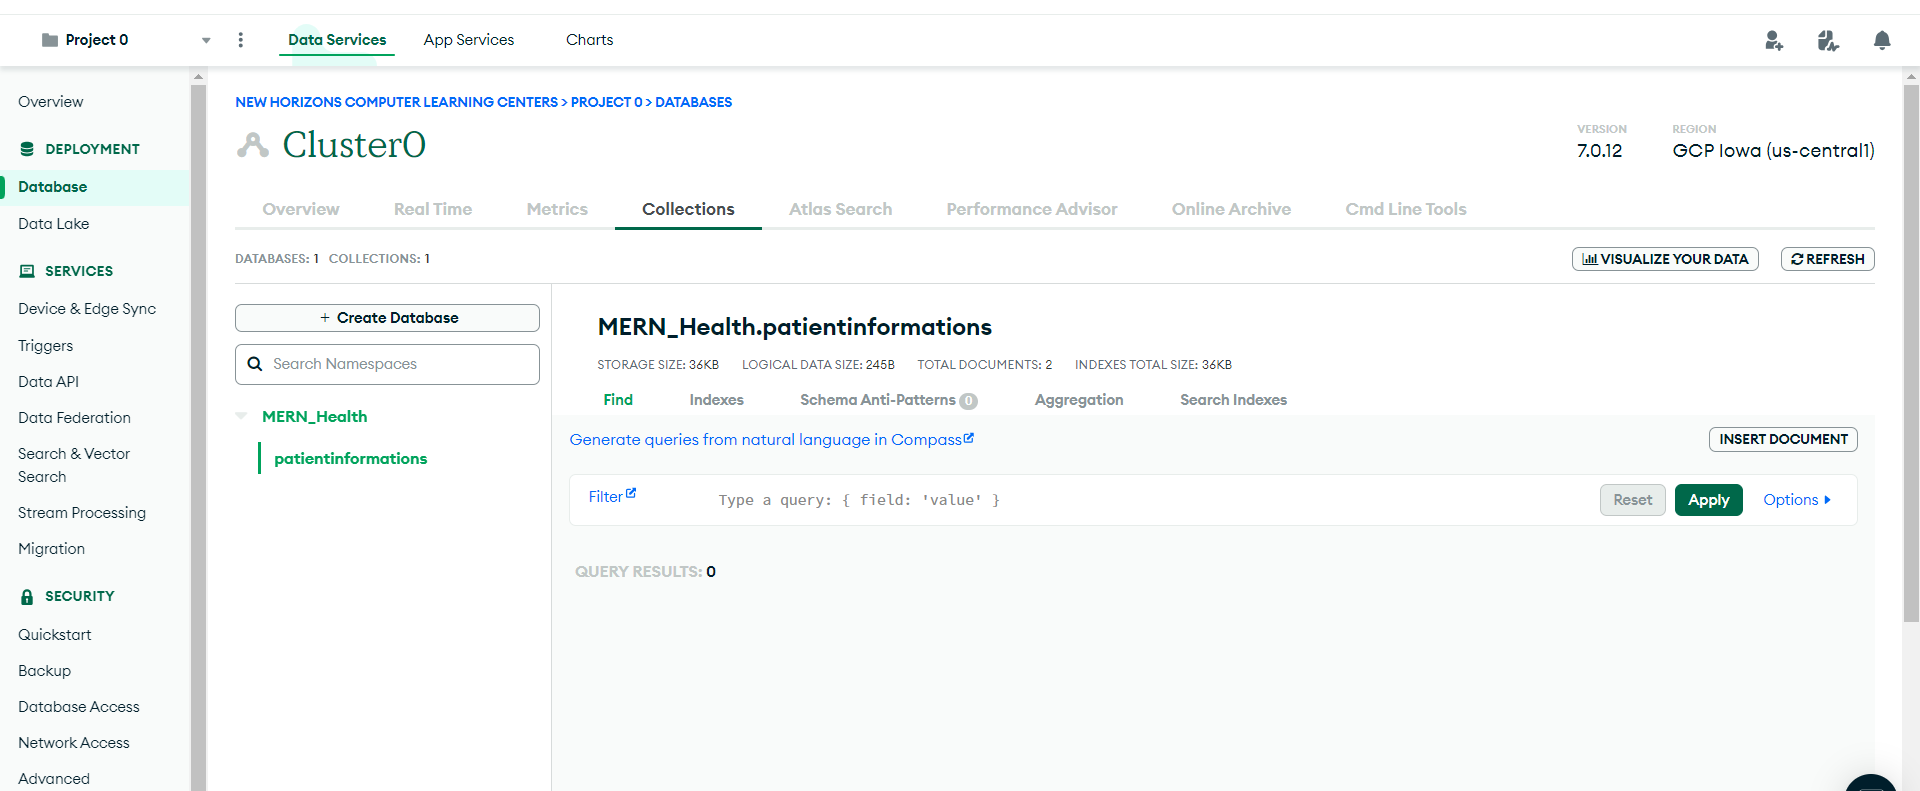 Project 0
Data Services
App Services
Charts
Overview
DEPLOYMENT
Database
Data Lake
SERVICES
Device & Edge Sync
Triggers
Data API
Data Federation
Search & Vector
Search
Stream Processing
Migration
SECURITY
Quickstart
Backup
Database Access
Network Access
Advanced
NEW HORIZONS COMPUTER LEARNING CENTERS > PROJECT 0 > DATABASES
Cluster0
VERSION
7.0.12
REGION
GCP Iowa (us-central1)
Overview
Real Time
Metrics
Collections
Atlas Search
Performance Advisor
Online Archive
Cmd Line Tools
DATABASES: 1 COLLECTIONS: 1
VISUALIZE YOUR DATA
REFRESH
+ Create Database
Search Namespaces
MERN_Health
patientinformations
MERN_Health.patientinformations
STORAGE SIZE: 36KB LOGICAL DATA SIZE: 245B TOTAL DOCUMENTS: 2 INDEXES TOTAL SIZE: 36KB
Find
Indexes
Schema Anti-Patterns 0
Aggregation
Search Indexes
Generate queries from natural language in Compass
INSERT DOCUMENT
Filter
Type a query: { field: 'value' }
Reset
Apply
Options
QUERY RESULTS: 0